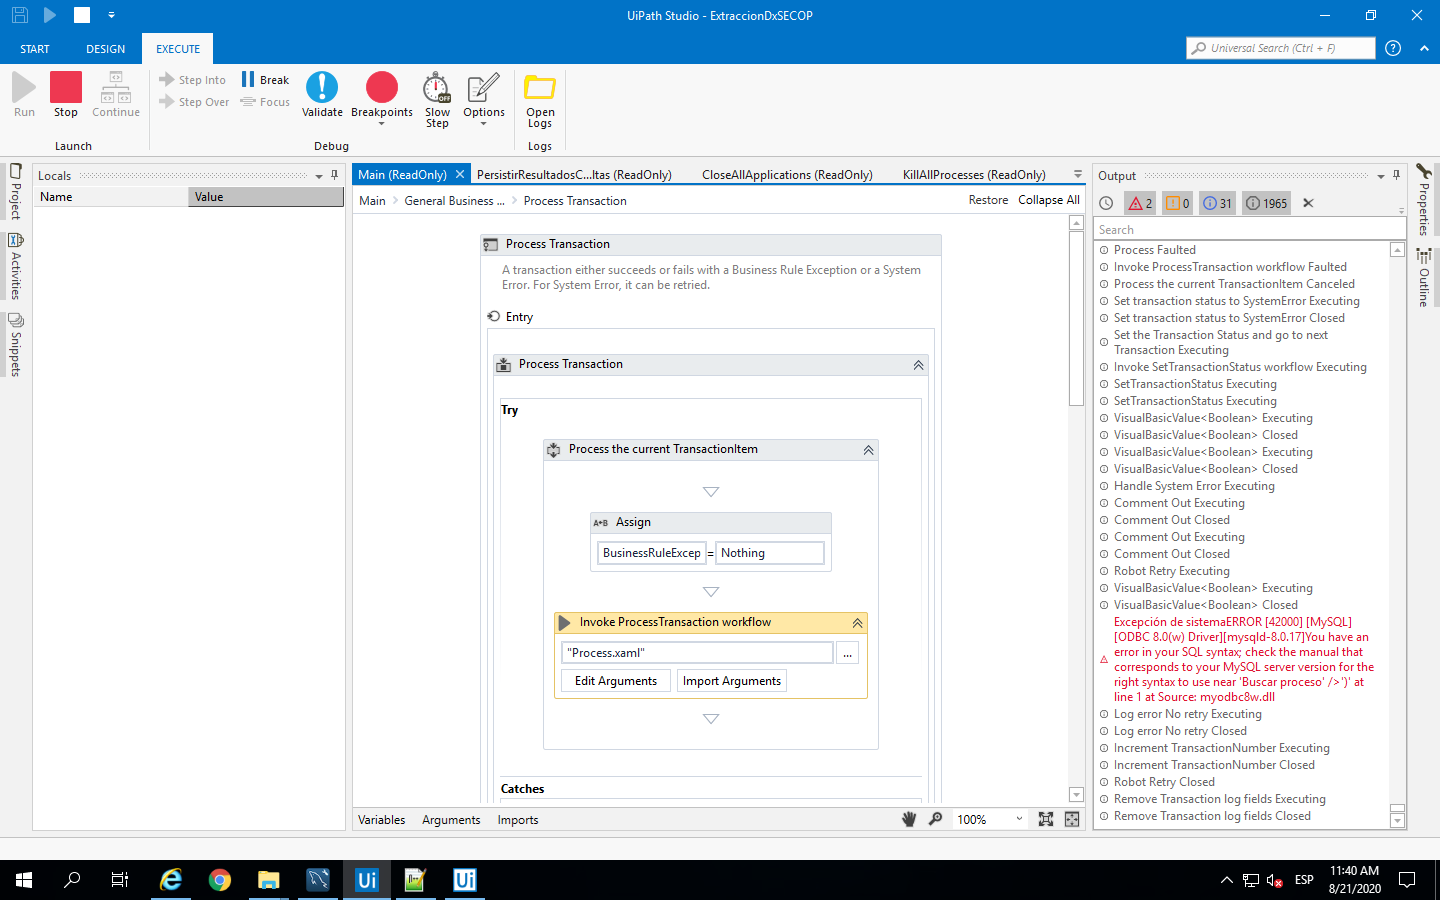 UiPath Studio - ExtraccionDxSECOP
START
DESIGN
EXECUTE
Universal Search (Ctrl + F)
?
Run
Stop
Continue
Launch
Step Into
Step Over
Break
Focus
Validate
Breakpoints
Slow
Step
Options
Debug
Open
Logs
Logs
Project
Activities
Snippets
Locals
Name
Value
Main (ReadOnly)
PersistirResultadosC...ltas (ReadOnly)
CloseAllApplications (ReadOnly)
KillAllProcesses (ReadOnly)
Main > General Business ... > Process Transaction
Restore
Collapse All
Process Transaction
A transaction either succeeds or fails with a Business Rule Exception or a System
Error. For System Error, it can be retried.
Entry
Process Transaction
Try
Process the current TransactionItem
A+B Assign
BusinessRuleExcep = Nothing
Invoke ProcessTransaction workflow
"Process.xaml"
...
Edit Arguments
Import Arguments
Catches
Variables
Arguments
Imports
100%
Output
2
0
31
1965
Search
Process Faulted
Invoke ProcessTransaction workflow Faulted
Process the current TransactionItem Canceled
Set transaction status to SystemError Executing
Set transaction status to SystemError Closed
Set the Transaction Status and go to next
Transaction Executing
Invoke SetTransactionStatus workflow Executing
SetTransactionStatus Executing
SetTransactionStatus Executing
VisualBasicValue<Boolean> Executing
VisualBasicValue<Boolean> Closed
VisualBasicValue<Boolean> Executing
VisualBasicValue<Boolean> Closed
Handle System Error Executing
Comment Out Executing
Comment Out Closed
Comment Out Executing
Comment Out Closed
Robot Retry Executing
VisualBasicValue<Boolean> Executing
VisualBasicValue<Boolean> Closed
Excepción de sistemaERROR [42000] [MySQL]
[ODBC 8.0(w) Driver][mysqld-8.0.17]You have an
error in your SQL syntax; check the manual that
corresponds to your MySQL server version for the
right syntax to use near 'Buscar proceso' />')' at
line 1 at Source: myodbc8w.dll
Log error No retry Executing
Log error No retry Closed
Increment TransactionNumber Executing
Increment TransactionNumber Closed
Robot Retry Closed
Remove Transaction log fields Executing
Remove Transaction log fields Closed
Properties
Outline
Ui
Ui
ESP
11:40 AM
8/21/2020